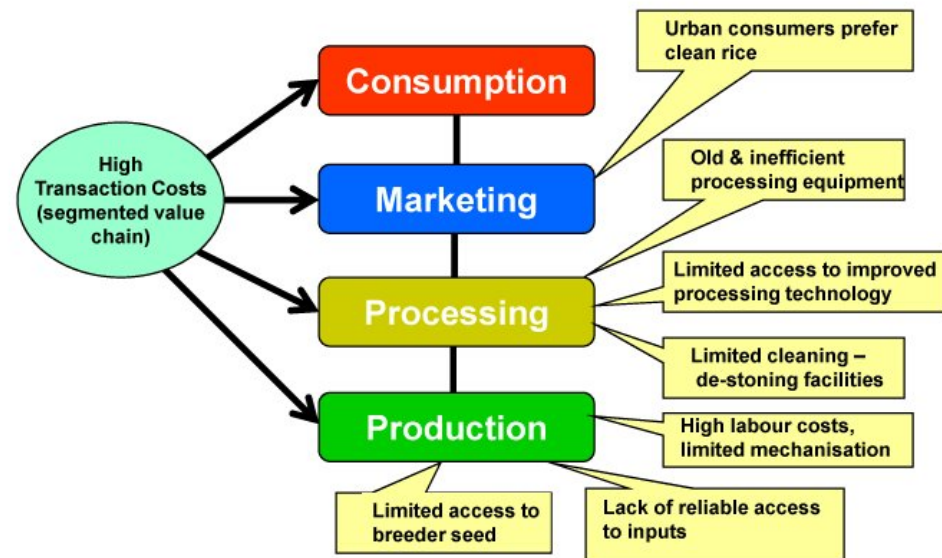 Urban consumers prefer
clean rice
Consumption
High
Transaction Costs
(segmented value
chain)
Marketing
Old & inefficient
processing equipment
Limited access to improved
processing technology
Processing
Limited cleaning –
de-stoning facilities
Production
High labour costs,
limited mechanisation
Limited access to
breeder seed
Lack of reliable access
to inputs